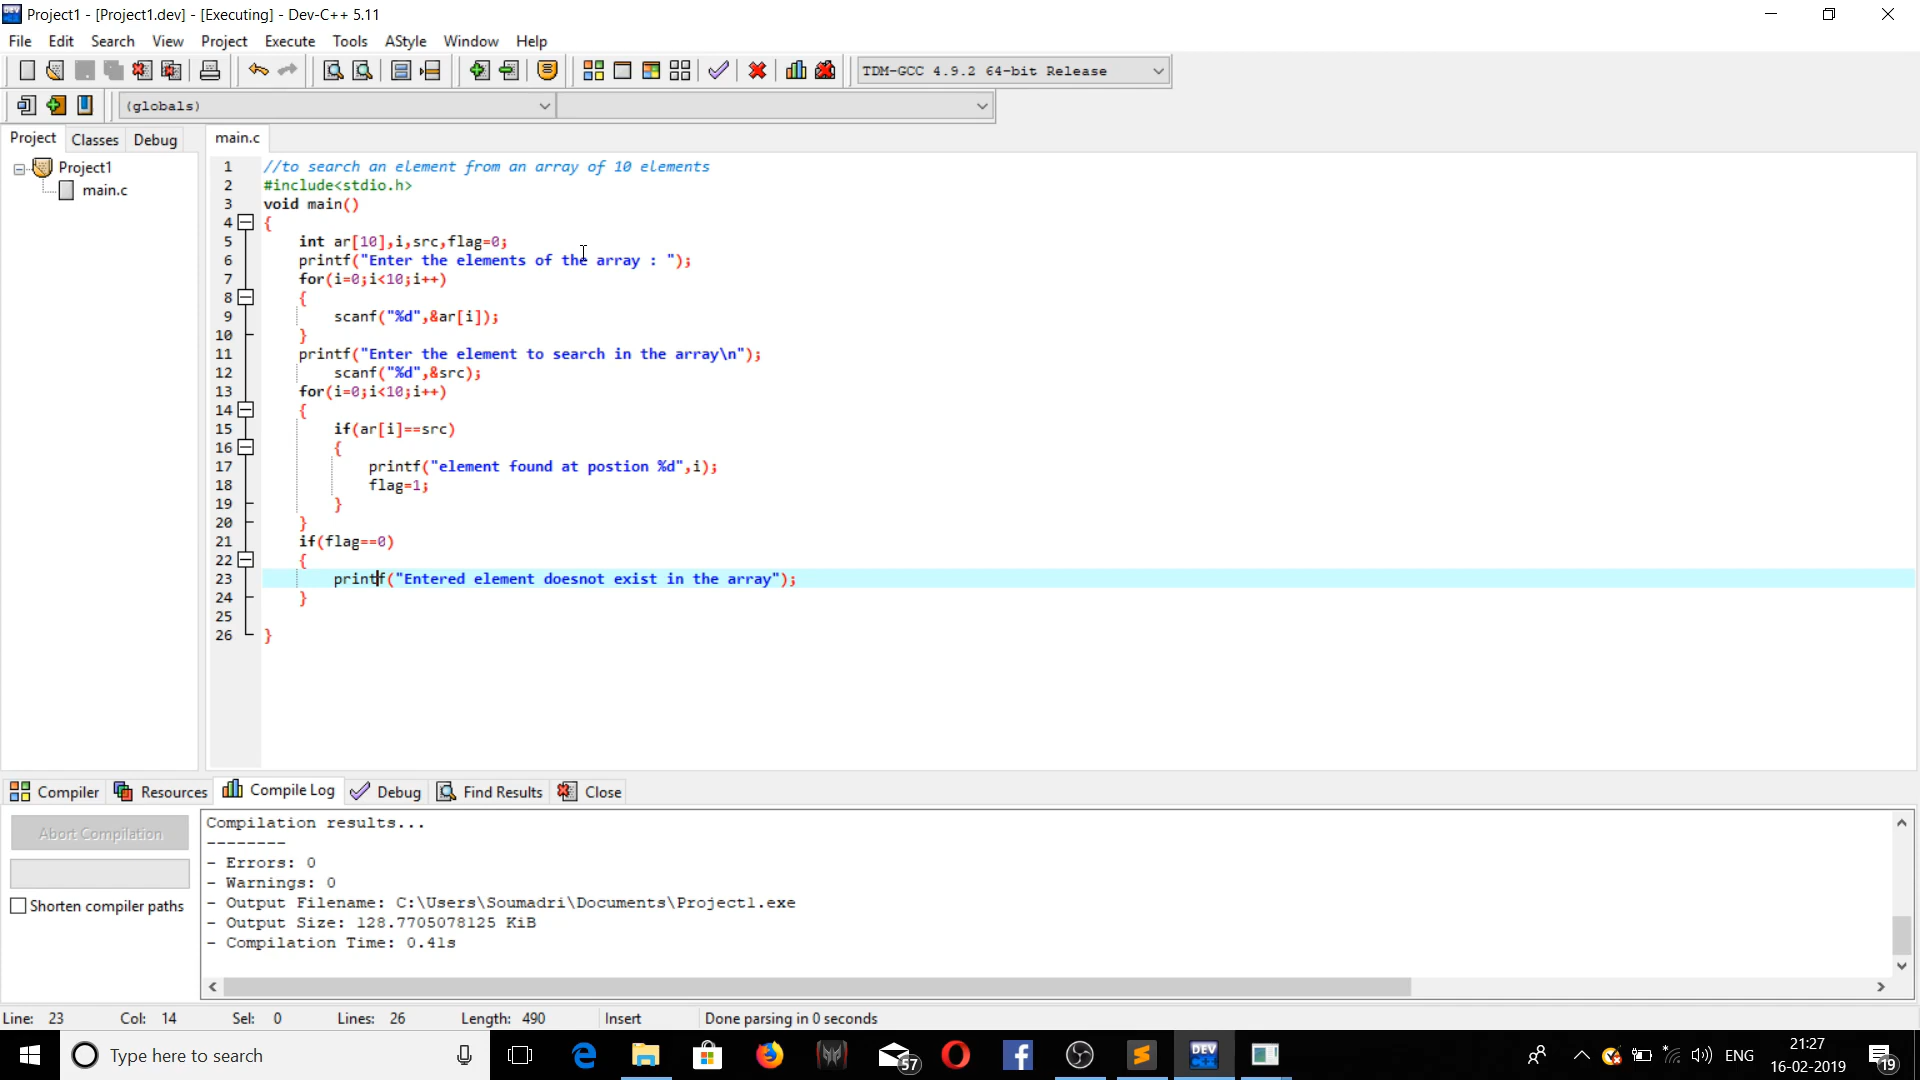 Project1 - [Project1.dev] - [Executing] - Dev-C++ 5.11
File Edit Search View Project Execute Tools AStyle Window Help
TDM-GCC 4.9.2 64-bit Release
(globals)
Project Classes Debug main.c
Project1
main.c
1 //to search an element from an array of 10 elements
2 #include<stdio.h>
3 void main()
4 {
5 int ar[10],i,src,flag=0;
6 printf("Enter the elements of the array : ");
7 for(i=0;i<10;i++)
8 {
9 scanf("%d",&ar[i]);
10 }
11 printf("Enter the element to search in the array\n");
12 scanf("%d",&src);
13 for(i=0;i<10;i++)
14 {
15 if(ar[i]==src)
16 {
17 printf("element found at postion %d",i);
18 flag=1;
19 }
20 }
21 if(flag==0)
22 {
23 printf("Entered element doesnot exist in the array");
24 }
25
26 }
Compiler Resources Compile Log Debug Find Results Close
Abort Compilation
Shorten compiler paths
Compilation results...
--------
- Errors: 0
- Warnings: 0
- Output Filename: C:\Users\Soumadri\Documents\Project1.exe
- Output Size: 128.7705078125 KiB
- Compilation Time: 0.41s
Line: 23 Col: 14 Sel: 0 Lines: 26 Length: 490 Insert Done parsing in 0 seconds
Type here to search
57
DEV
ENG
21:27
16-02-2019
19